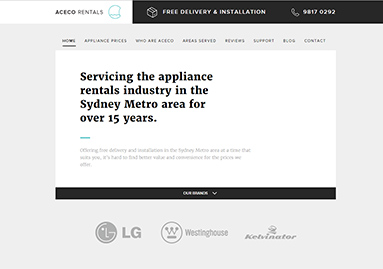 ACECO RENTALS
FREE DELIVERY & INSTALLATION
9817 0292
HOME APPLIANCE PRICES WHO ARE ACECO AREAS SERVED REVIEWS SUPPORT BLOG CONTACT
Servicing the appliance
rentals industry in the
Sydney Metro area for
over 15 years.
Offering free delivery and installation in the Sydney Metro area at a time that
suits you, it's hard to find better value and convenience for the prices we
offer.
OUR BRANDS
LG Westinghouse Kelvinator